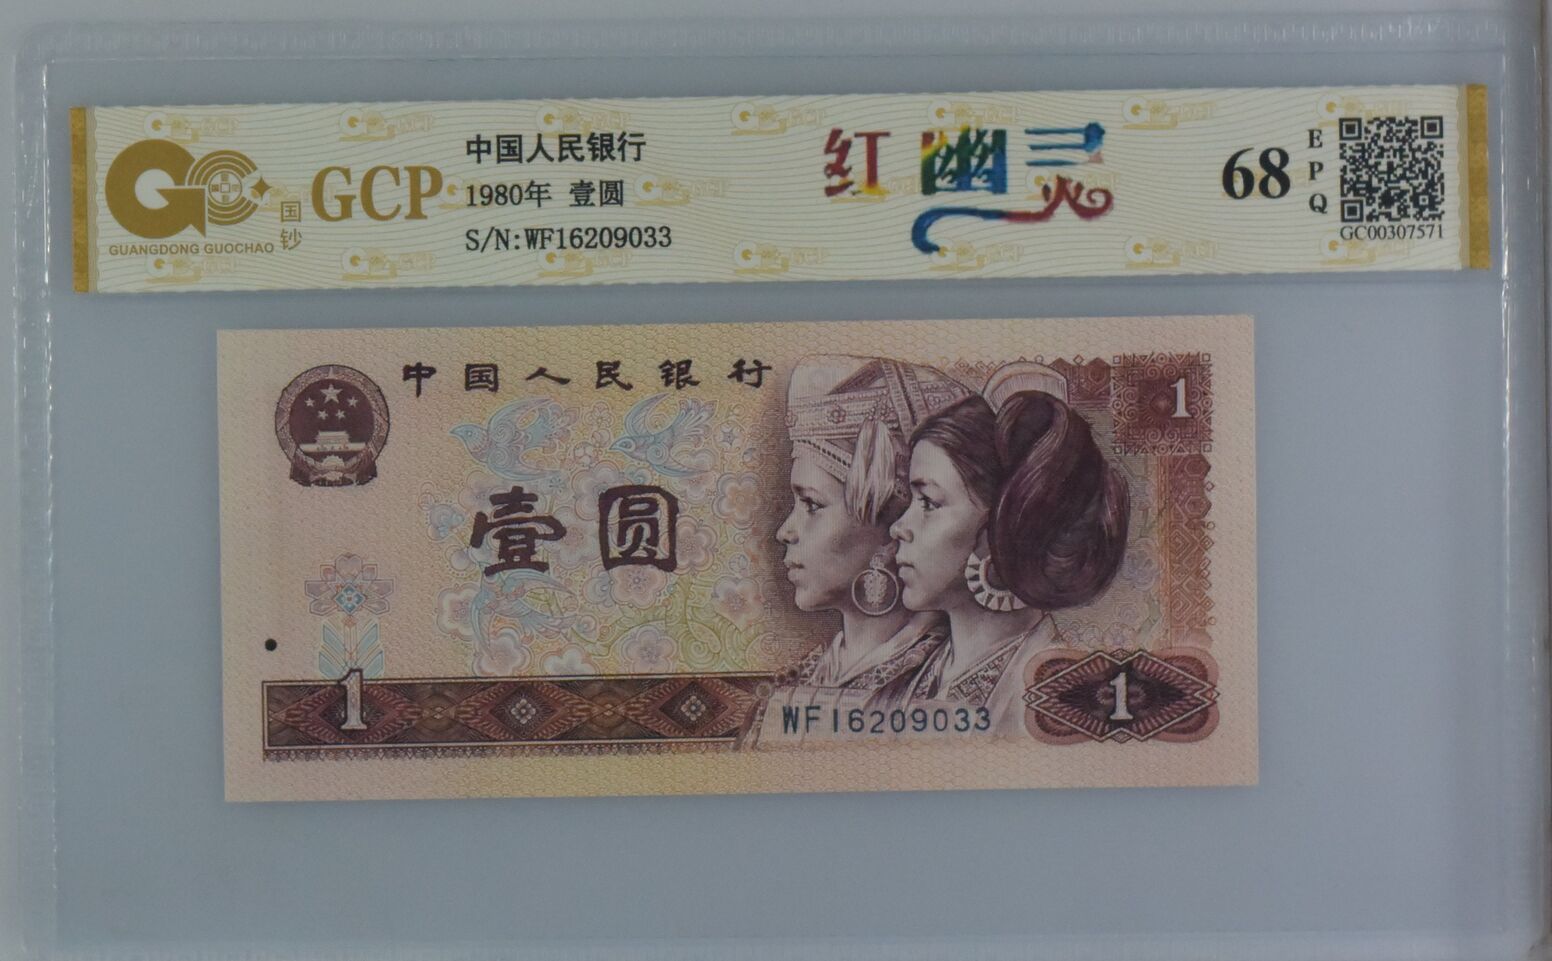 GCP
国
钞
GUANGDONG GUOCHAO
中国人民银行
1980年 壹圆
S/N:WF16209033
红幽灵
68
E
P
Q
GC00307571
中国人民银行
1
壹圆
1
WF16209033
1